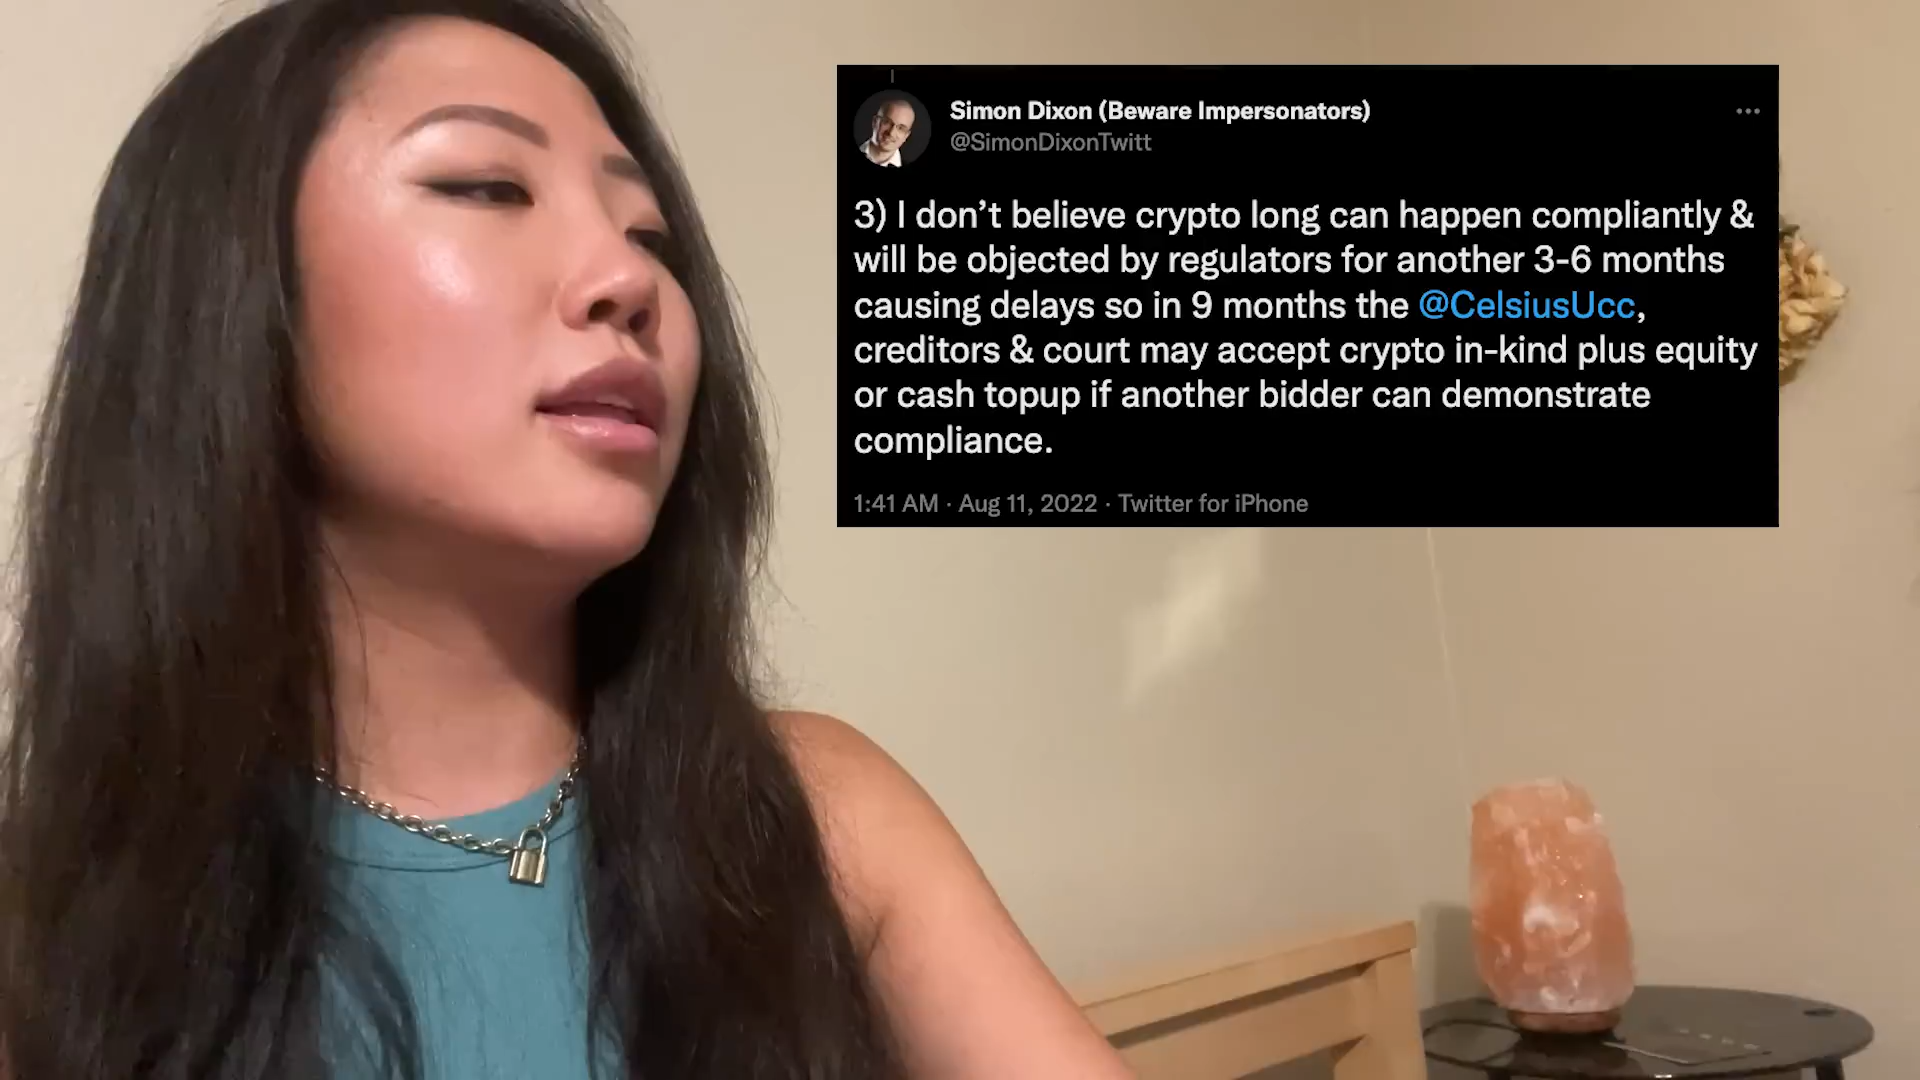 Simon Dixon (Beware Impersonators)
@SimonDixonTwitt
3) I don’t believe crypto long can happen compliantly &
will be objected by regulators for another 3-6 months
causing delays so in 9 months the @CelsiusUcc,
creditors & court may accept crypto in-kind plus equity
or cash topup if another bidder can demonstrate
compliance.
1:41 AM · Aug 11, 2022 · Twitter for iPhone